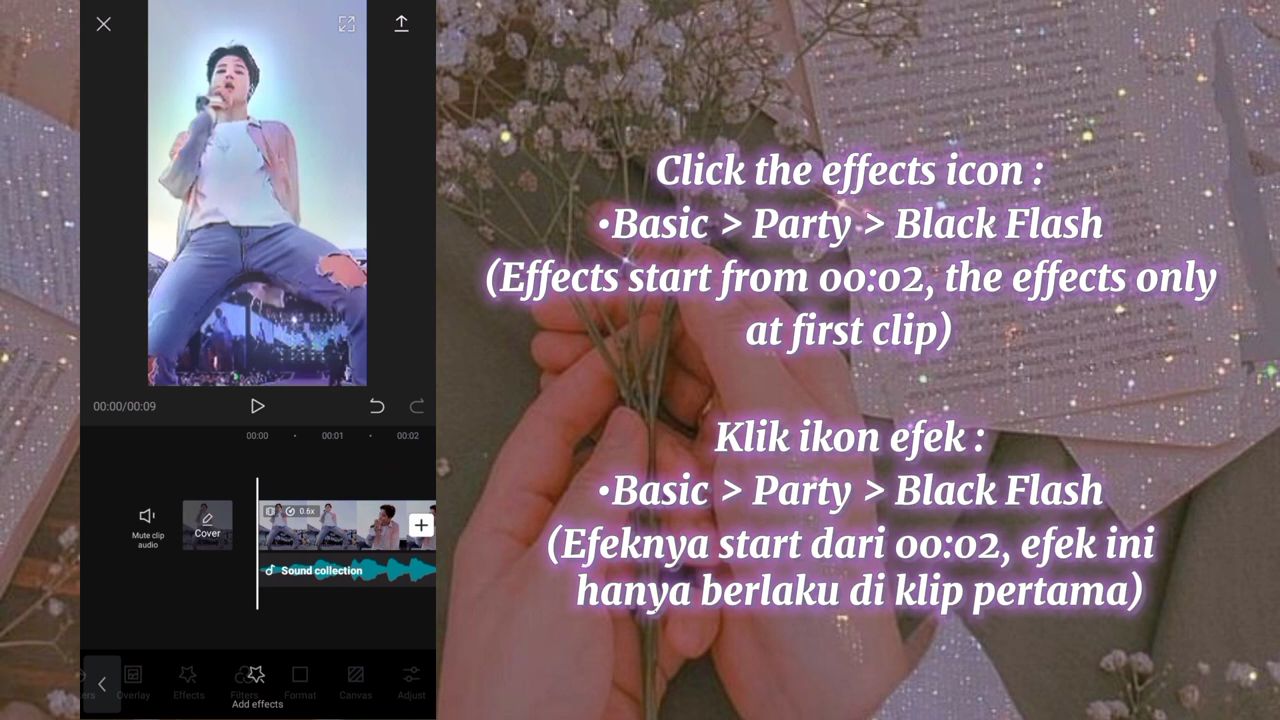 00:00/00:09
00:00
00:01
00:02
0.6x
Mute clip
audio
Cover
Sound collection
ers
Overlay
Effects
Filters
Format
Canvas
Adjust
Add effects
Click the effects icon :
•Basic > Party > Black Flash
(Effects start from 00:02, the effects only
at first clip)
Klik ikon efek :
•Basic > Party > Black Flash
(Efeknya start dari 00:02, efek ini
hanya berlaku di klip pertama)